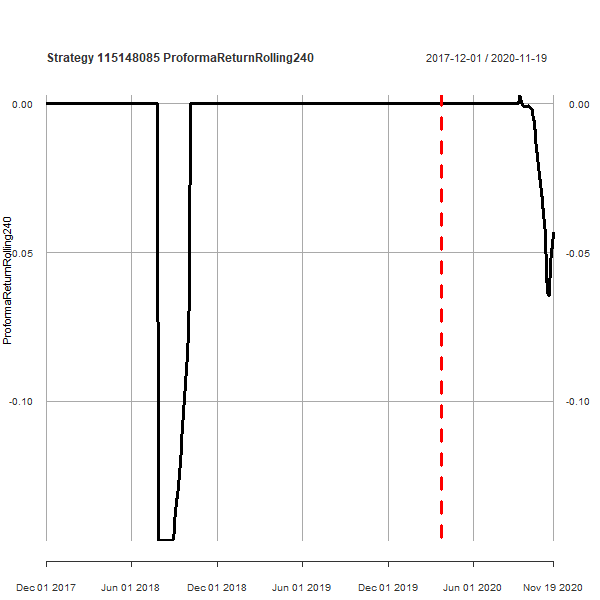 Strategy 115148085 ProformaReturnRolling240
2017-12-01 / 2020-11-19
0.00
0.00
-0.05
-0.05
-0.10
-0.10
ProformaReturnRolling240
Dec 01 2017
Jun 01 2018
Dec 01 2018
Jun 01 2019
Dec 01 2019
Jun 01 2020
Nov 19 2020